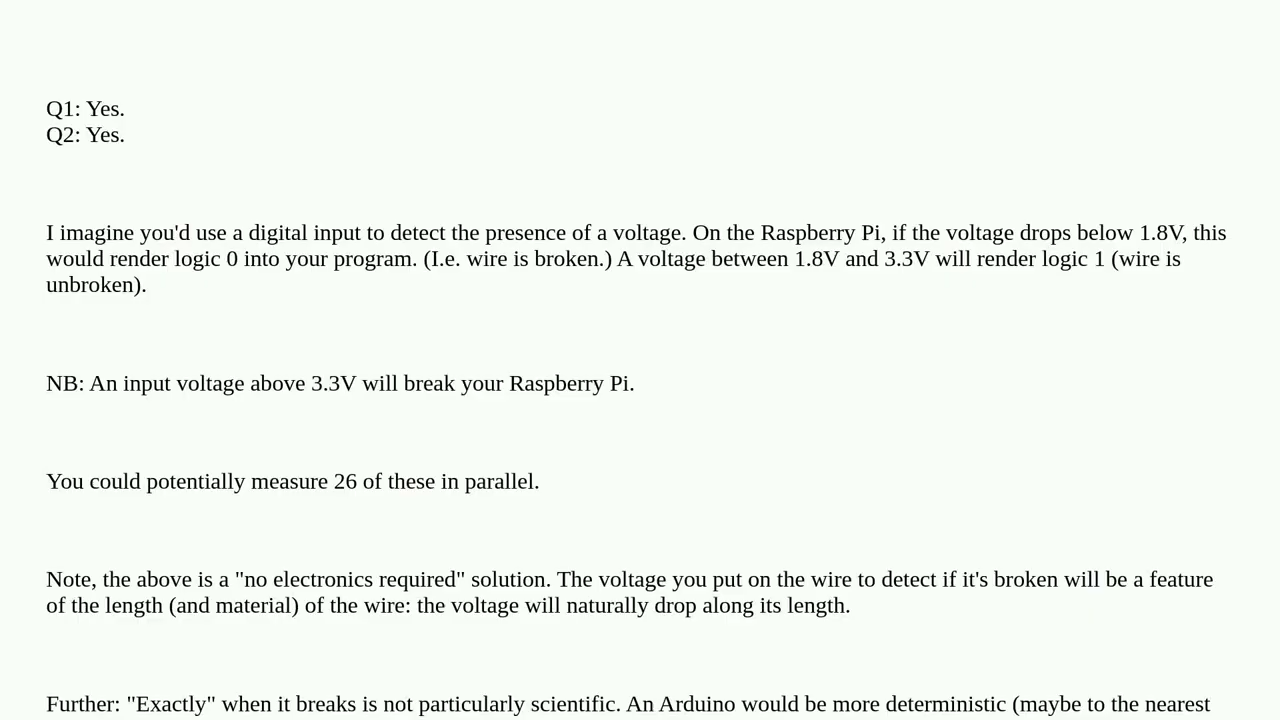 Q1: Yes.
Q2: Yes.
I imagine you'd use a digital input to detect the presence of a voltage. On the Raspberry Pi, if the voltage drops below 1.8V, this
would render logic 0 into your program. (I.e. wire is broken.) A voltage between 1.8V and 3.3V will render logic 1 (wire is
unbroken).
NB: An input voltage above 3.3V will break your Raspberry Pi.
You could potentially measure 26 of these in parallel.
Note, the above is a "no electronics required" solution. The voltage you put on the wire to detect if it's broken will be a feature
of the length (and material) of the wire: the voltage will naturally drop along its length.
Further: "Exactly" when it breaks is not particularly scientific. An Arduino would be more deterministic (maybe to the nearest